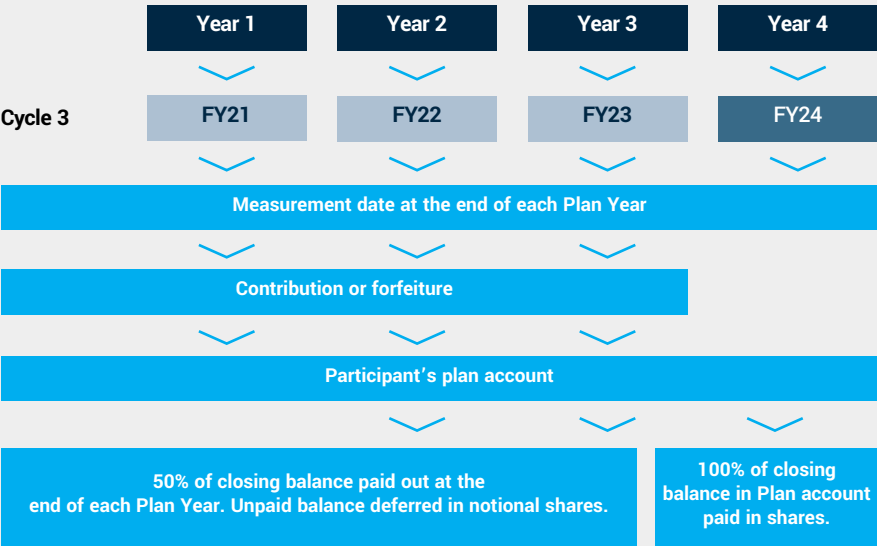 Year 1 Year 2 Year 3 Year 4
Cycle 3 FY21 FY22 FY23 FY24
Measurement date at the end of each Plan Year
Contribution or forfeiture
Participant’s plan account
50% of closing balance paid out at the
end of each Plan Year. Unpaid balance deferred in notional shares.
100% of closing
balance in Plan account
paid in shares.